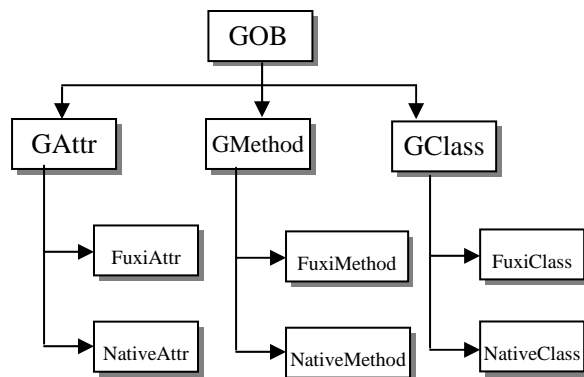 GOB
GAttr
GMethod
GClass
FuxiAttr
FuxiMethod
FuxiClass
NativeAttr
NativeMethod
NativeClass